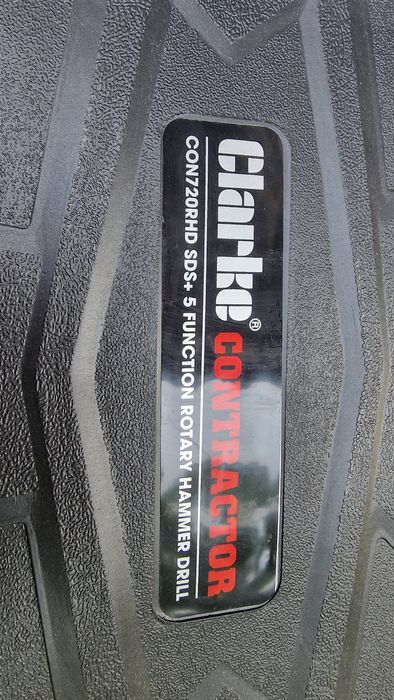 Clarke® CONTRACTOR
CON720RHD SDS+ 5 FUNCTION ROTARY HAMMER DRILL